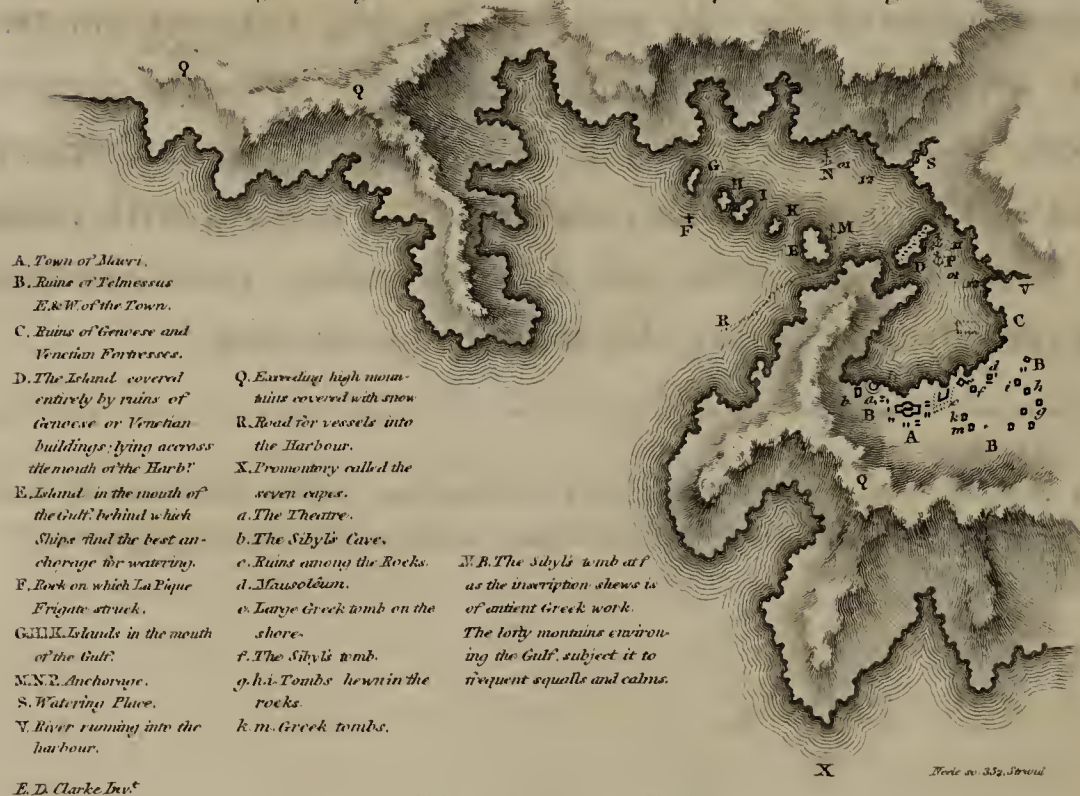 A. Town of Macri.
B. Ruins of Telmessus
E.&W. of the Town.
C. Ruins of Genoese and
Venetian Fortresses.
D. The Island covered
entirely by ruins of
Genoese or Venetian
buildings; lying accross
the mouth of the Harbr.
E. Island in the mouth of
the Gulf, behind which
Ships find the best an-
chorage for watering.
F. Rock on which La Pique
Frigate struck.
G.H.I.K. Islands in the mouth
of the Gulf.
M.N.P. Anchorage.
S. Watering Place.
V. River running into the
harbour.
E. D. Clarke Inv.t
Q. Exceeding high moun-
tains covered with snow
R. Road for vessels into
the Harbour.
X. Promontory called the
seven capes.
a. The Theatre.
b. The Sibyl's Cave.
c. Ruins among the Rocks.
d. Mausolëum.
e. Large Greek tomb on the
shore.
f. The Sibyl's tomb.
g.h.i. Tombs hewn in the
rocks.
k.m. Greek tombs.
N.B. The Sibyl's tomb at f
as the inscription shews is
of antient Greek work.
The lofty montains environ-
ing the Gulf, subject it to
frequent squalls and calms.
Q
Q
G
H
I
K
F
E
M
N
S
D
P
V
C
R
B
A
B
B
a
b
d
f
i
h
g
k
m
Q
X
Neele sc. 352, Strand